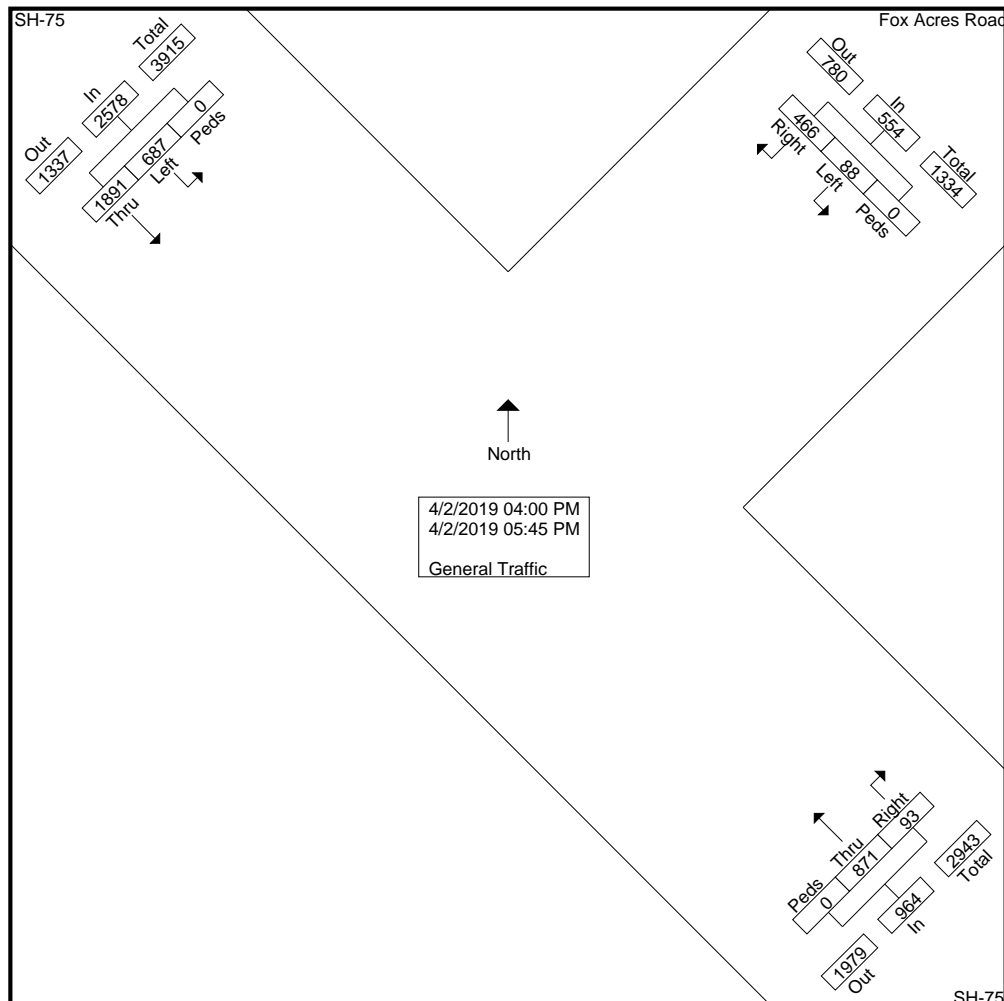 SH-75
Fox Acres Road
Out
In
Total
1337
2578
3915
1891
687
0
Thru
Left
Peds
Out
In
Total
780
554
1334
466
88
0
Right
Left
Peds
North
4/2/2019 04:00 PM
4/2/2019 05:45 PM
General Traffic
Peds
Thru
Right
0
871
93
1979
964
2943
Out
In
Total
SH-75